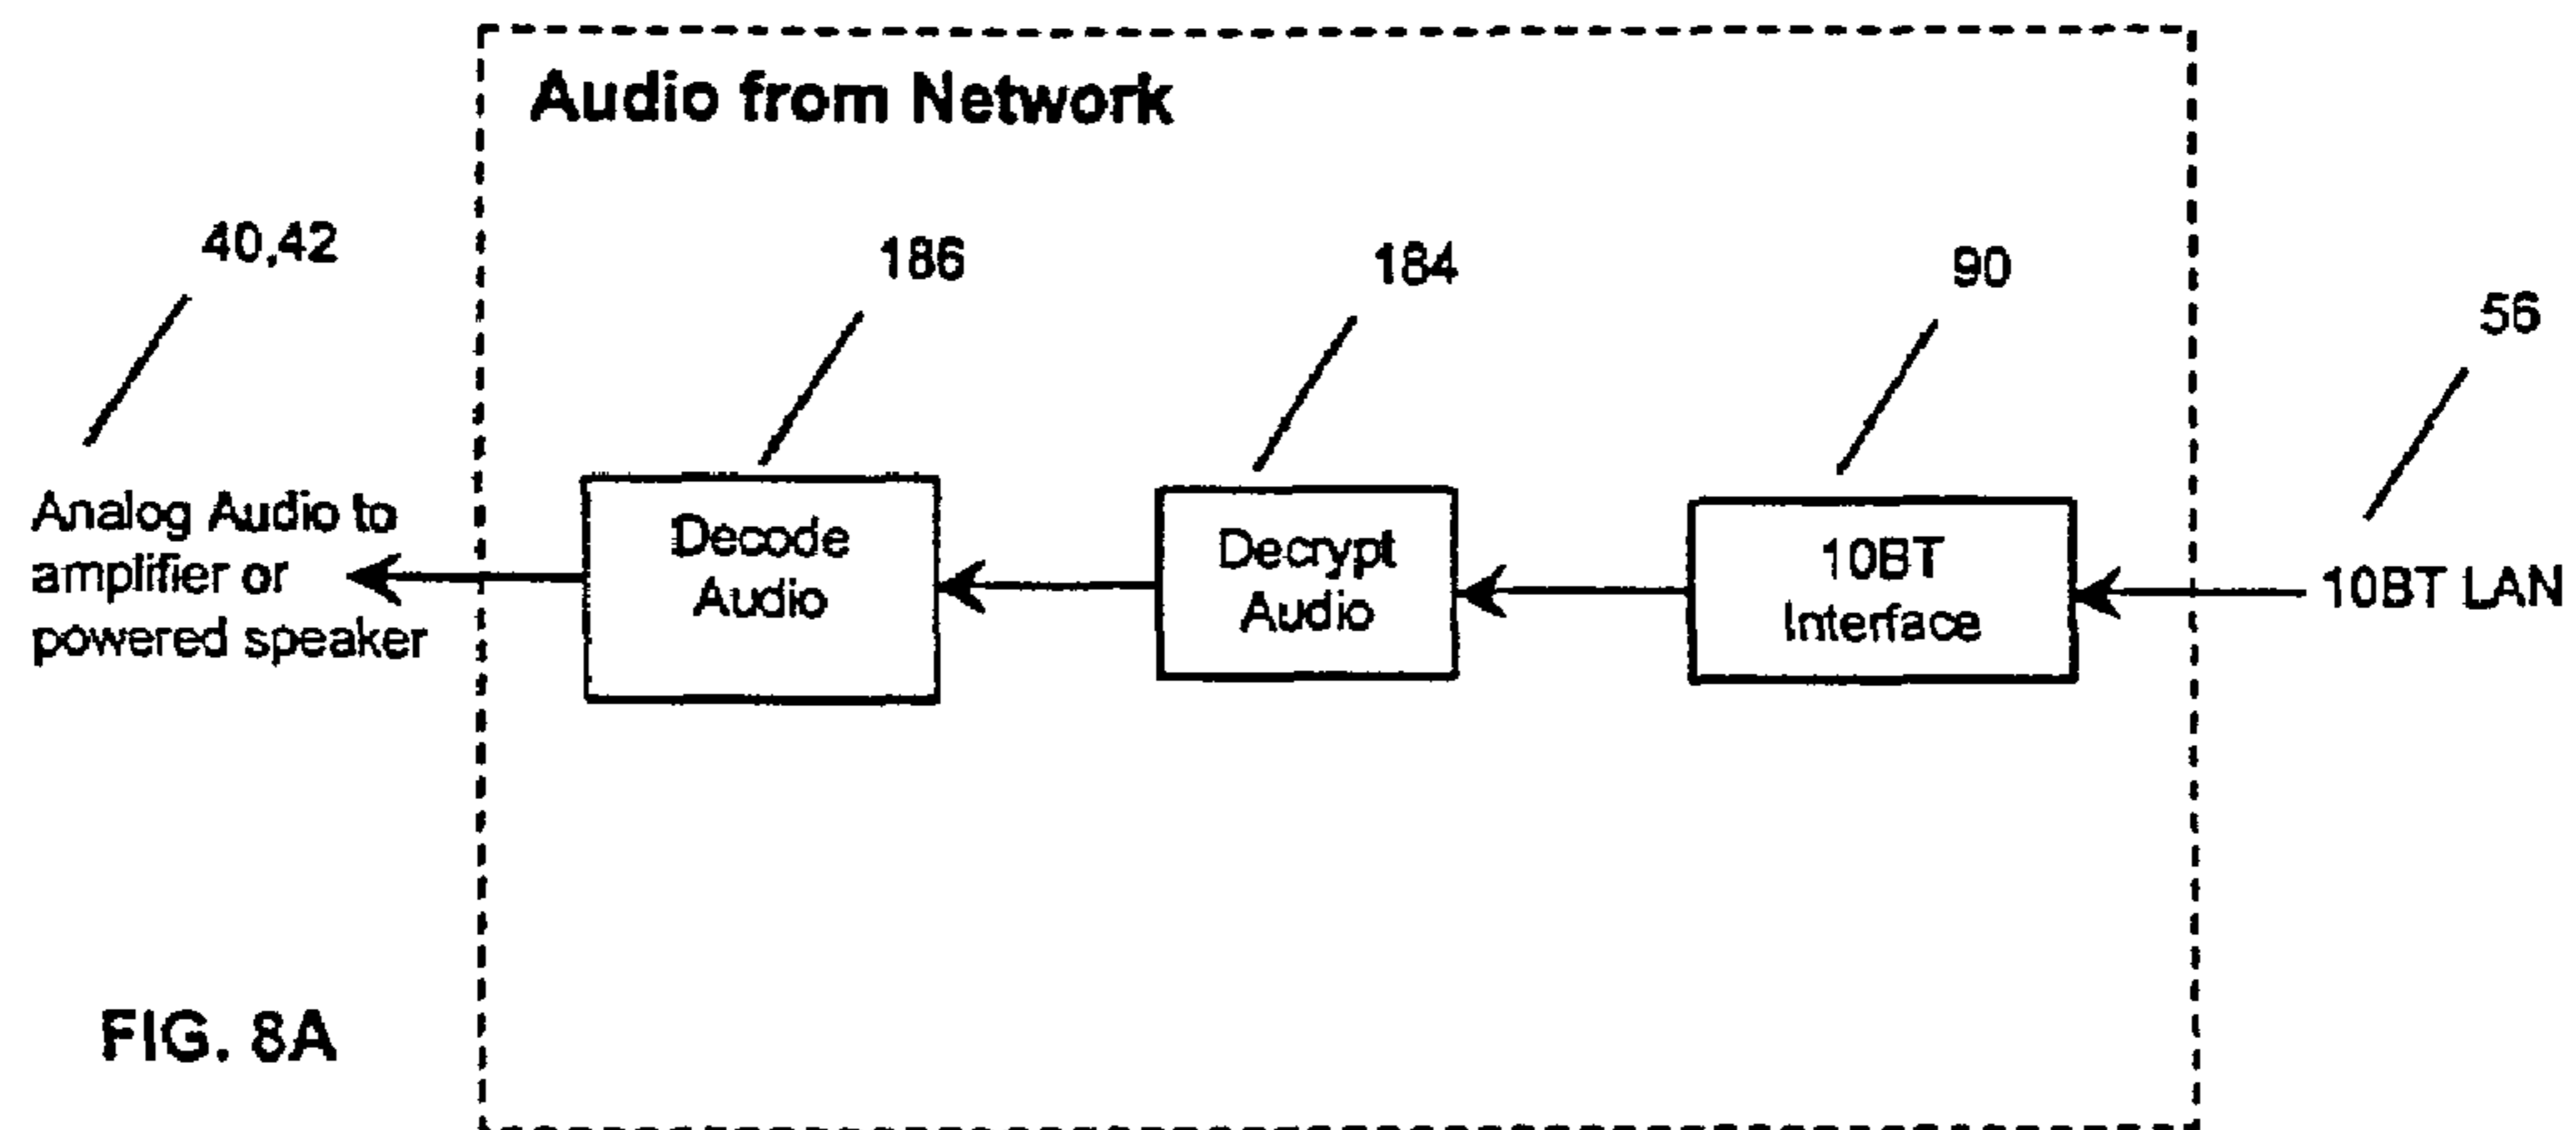 Audio from Network
40,42
186
184
90
56
Analog Audio to
amplifier or
powered speaker
Decode
Audio
Decrypt
Audio
10BT
Interface
10BT LAN
FIG. 8A